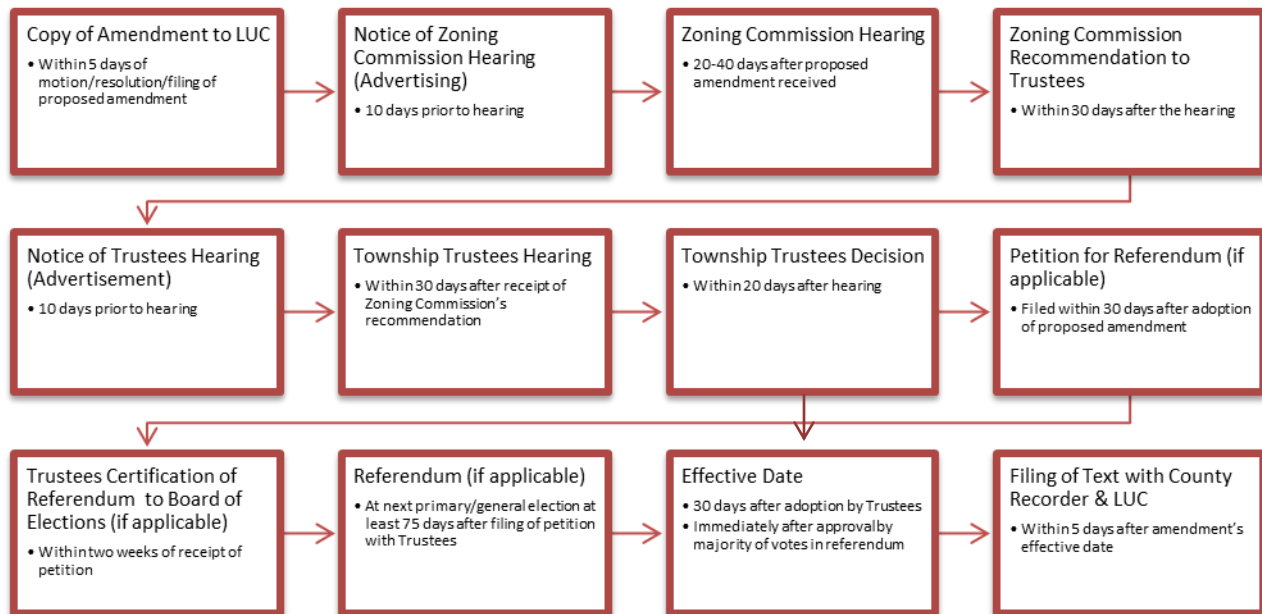 Copy of Amendment to LUC
• Within 5 days of
motion/resolution/filing of
proposed amendment
Notice of Zoning
Commission Hearing
(Advertising)
• 10 days prior to hearing
Zoning Commission Hearing
• 20-40 days after proposed
amendment received
Zoning Commission
Recommendation to
Trustees
• Within 30 days after the hearing
Notice of Trustees Hearing
(Advertisement)
• 10 days prior to hearing
Township Trustees Hearing
• Within 30 days after receipt of
Zoning Commission's
recommendation
Township Trustees Decision
• Within 20 days after hearing
Petition for Referendum (if
applicable)
• Filed within 30 days after adoption
of proposed amendment
Trustees Certification of
Referendum to Board of
Elections (if applicable)
• Within two weeks of receipt of
petition
Referendum (if applicable)
• At next primary/general election at
least 75 days after filing of petition
with Trustees
Effective Date
• 30 days after adoption by Trustees
• Immediately after approval by
majority of votes in referendum
Filing of Text with County
Recorder & LUC
• Within 5 days after amendment's
effective date